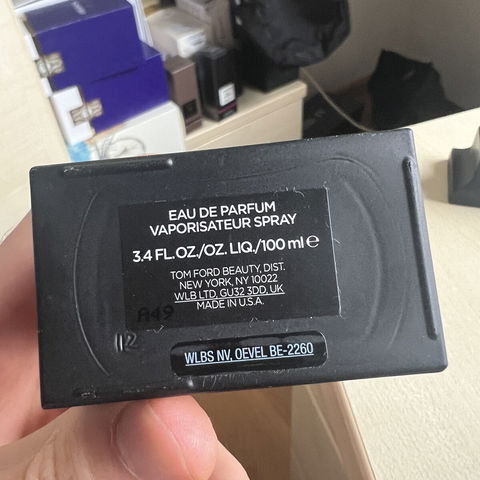 EAU DE PARFUM
VAPORISATEUR SPRAY
3.4 FL.OZ./OZ. LIQ./100 ml ℮
TOM FORD BEAUTY, DIST.
NEW YORK, NY 10022
WLB LTD, GU32 3DD, UK
MADE IN U.S.A.
A49
12
WLBS NV, OEVEL BE-2260